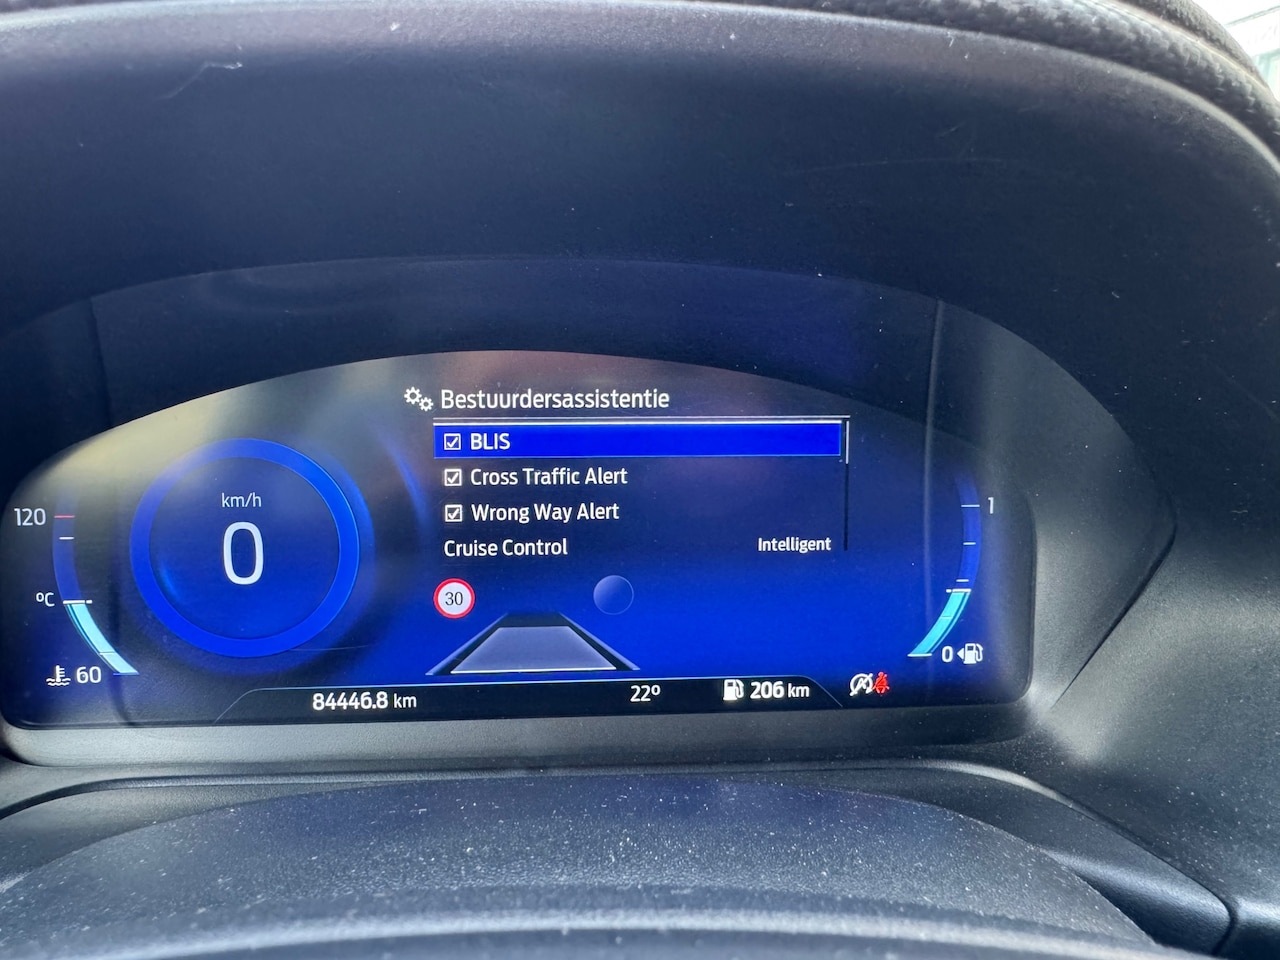 Bestuurdersassistentie
BLIS
Cross Traffic Alert
Wrong Way Alert
Cruise Control Intelligent
km/h
0
120
°C
60
30
1
0
84446.8 km
22º
206 km